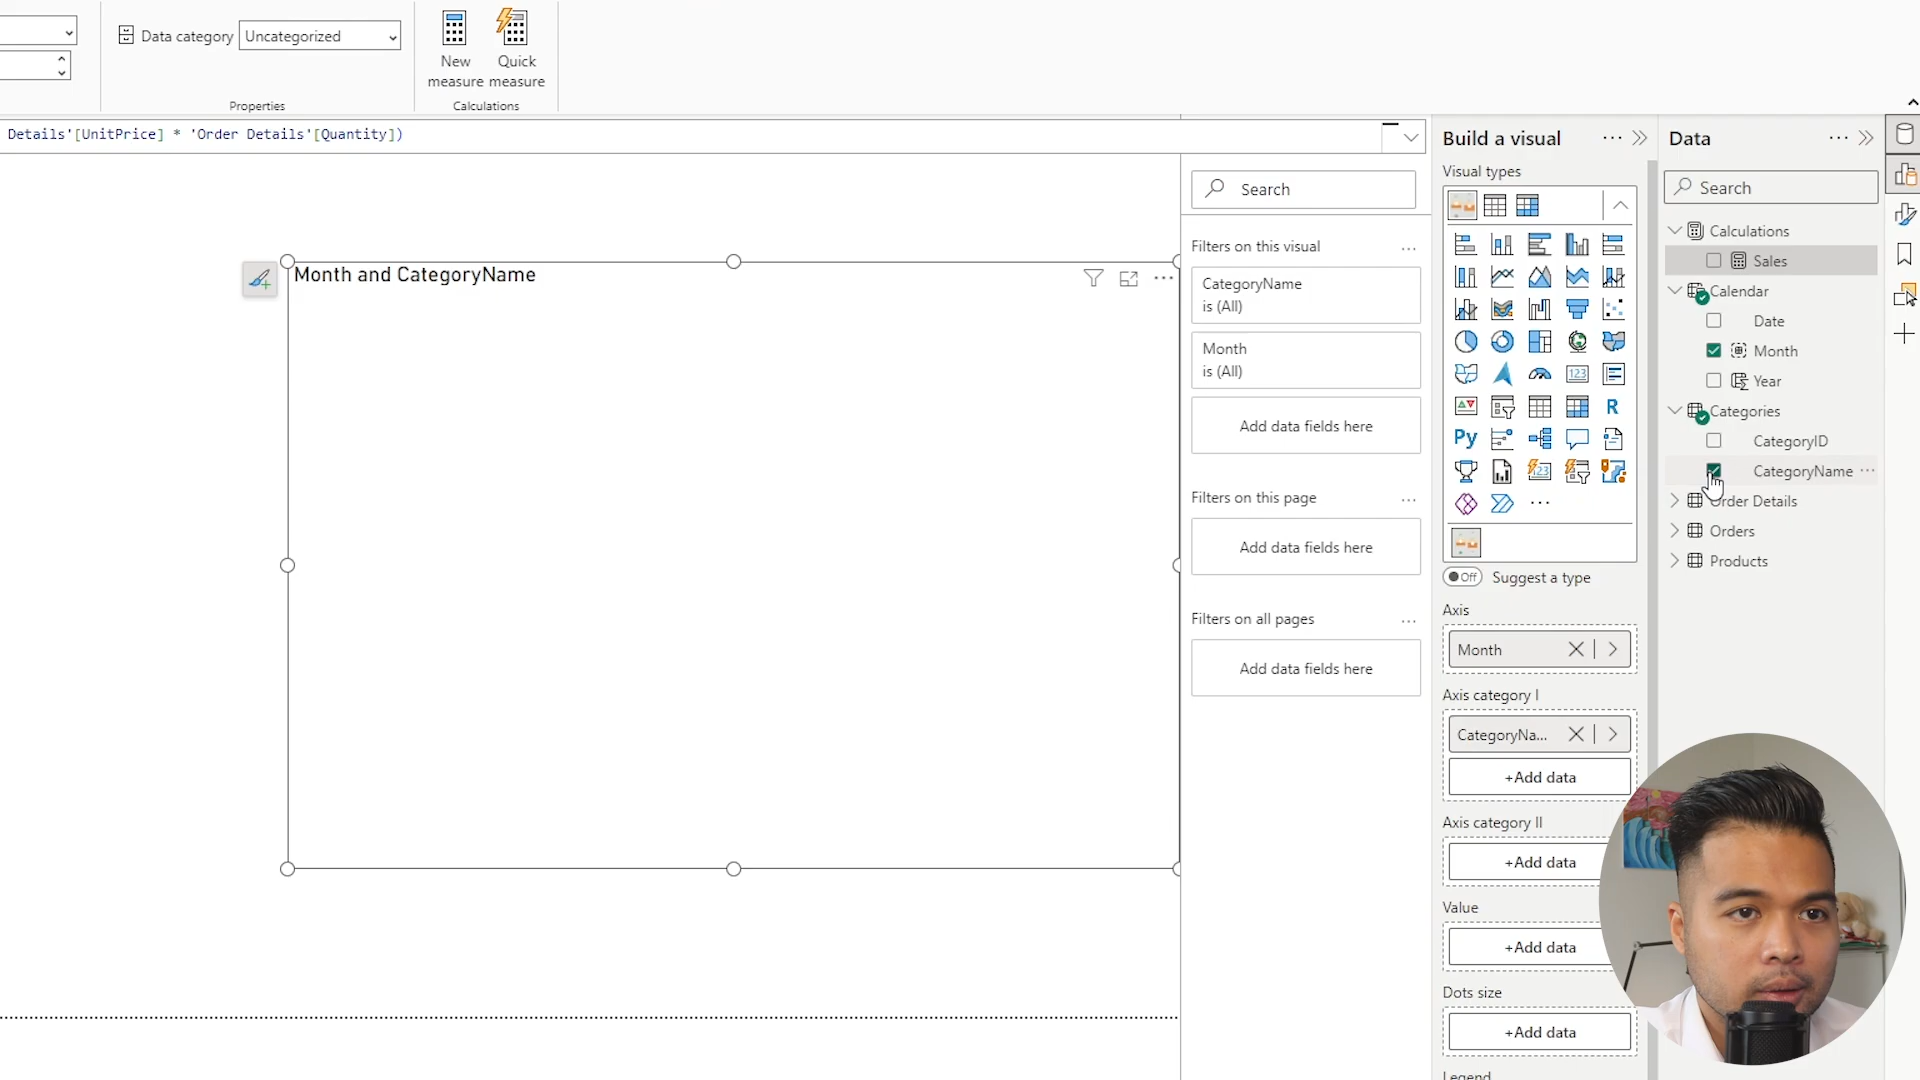 Data category
Uncategorized
New
measure
Quick
measure
Properties
Calculations
Details'[UnitPrice] * 'Order Details'[Quantity])
Month and CategoryName
Search
Filters on this visual
...
CategoryName
is (All)
Month
is (All)
Add data fields here
Filters on this page
...
Add data fields here
Filters on all pages
...
Add data fields here
Build a visual
...
Visual types
123
R
Py
123
...
Off
Suggest a type
Axis
Month
Axis category I
CategoryNa...
+Add data
Axis category II
+Add data
Value
+Add data
Dots size
+Add data
Legend
Data
...
Search
Calculations
Sales
Calendar
Date
Month
Year
Categories
CategoryID
CategoryName
...
Order Details
Orders
Products